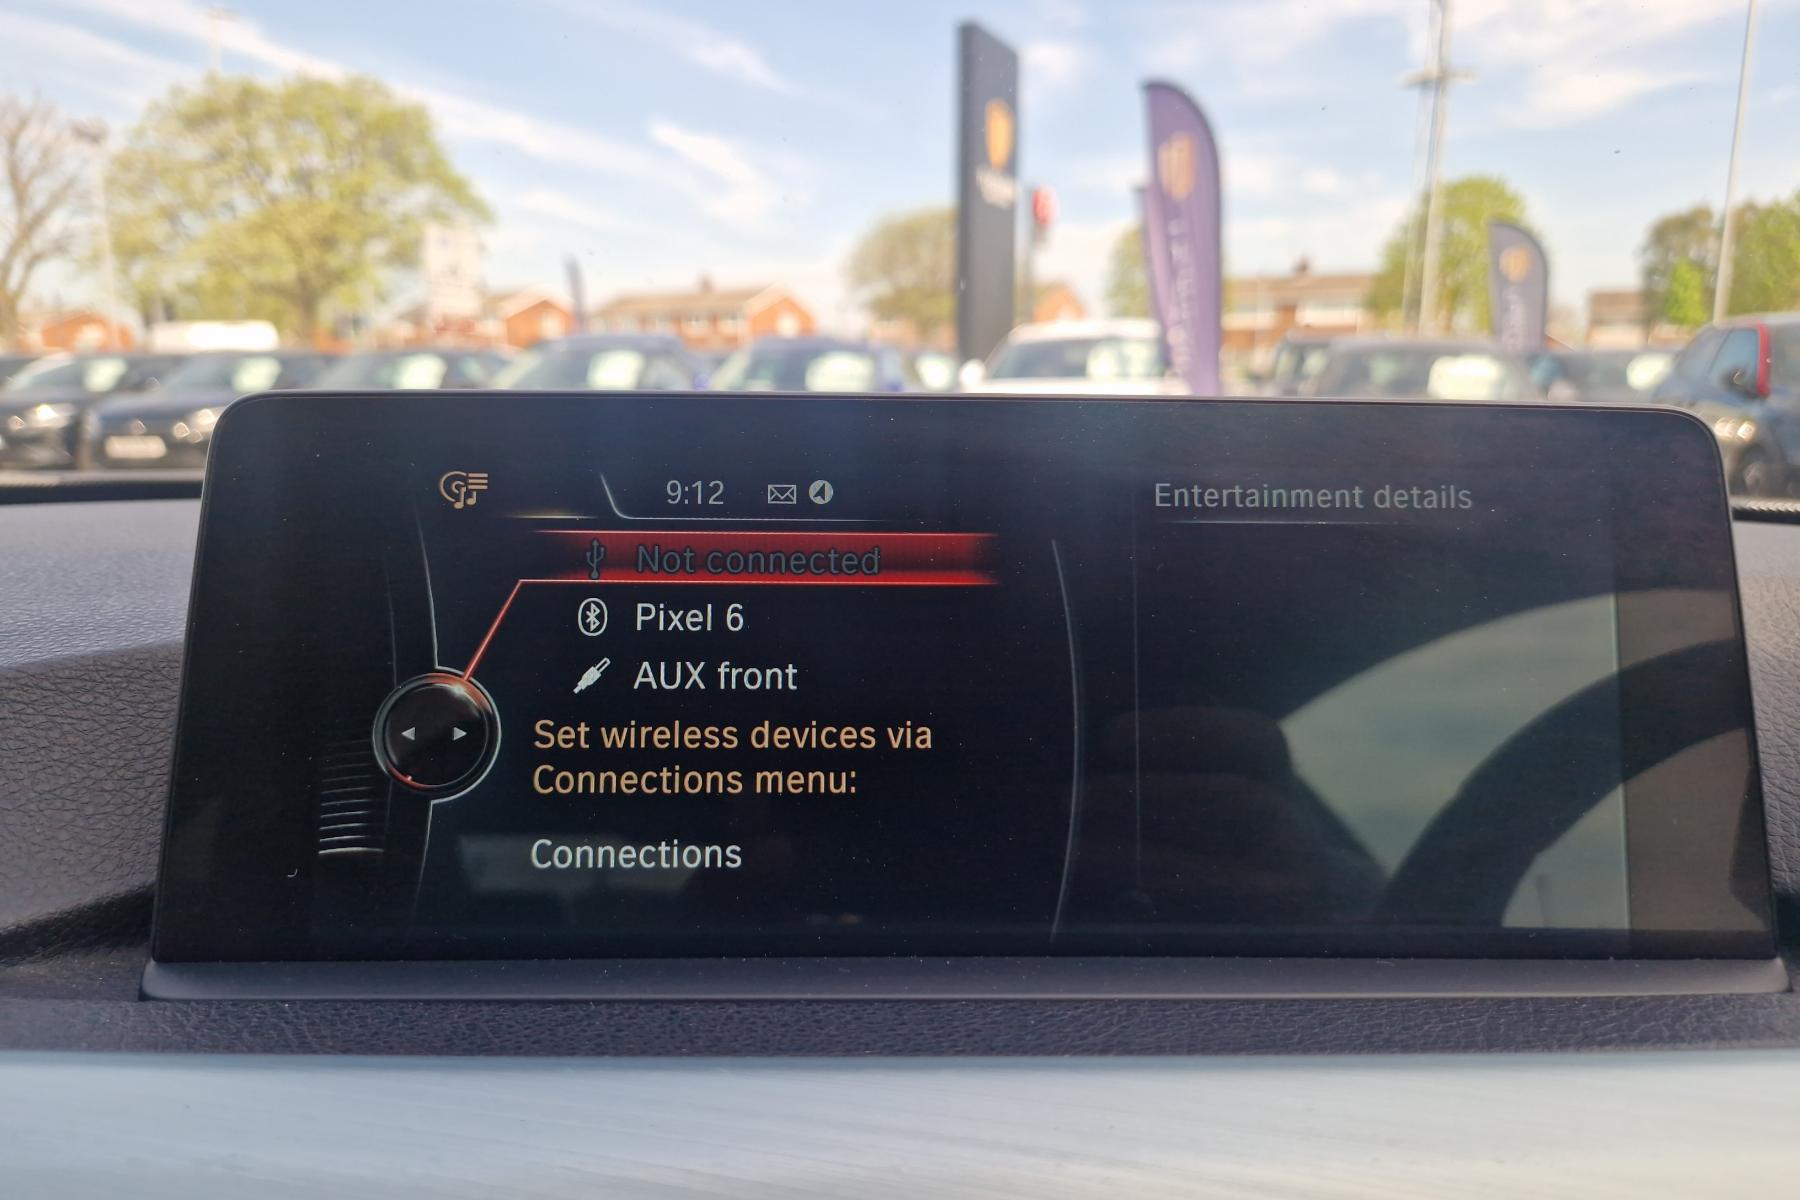 9:12
Entertainment details
Not connected
Pixel 6
AUX front
Set wireless devices via
Connections menu:
Connections